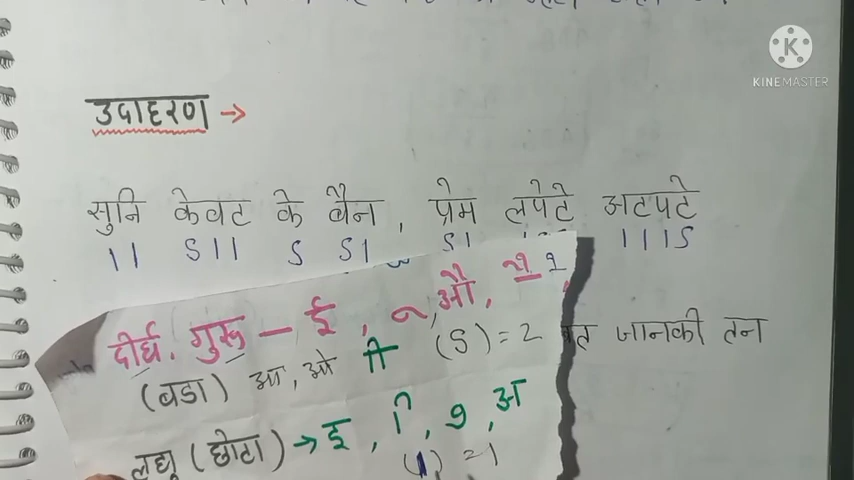 KINEMASTER
उदाहरण →
सुनि केवट के बैन, प्रेम लपेटे अटपटे
।। ऽ।। ऽ ऽ। ऽ। ।।।ऽ
दीर्घ. गुरू – ई, औ,
(बडा) आ, ओ (ऽ) = 2 जानकी तन
लघु (छोटा) → इ, ि, ु, अ
(।) = 1